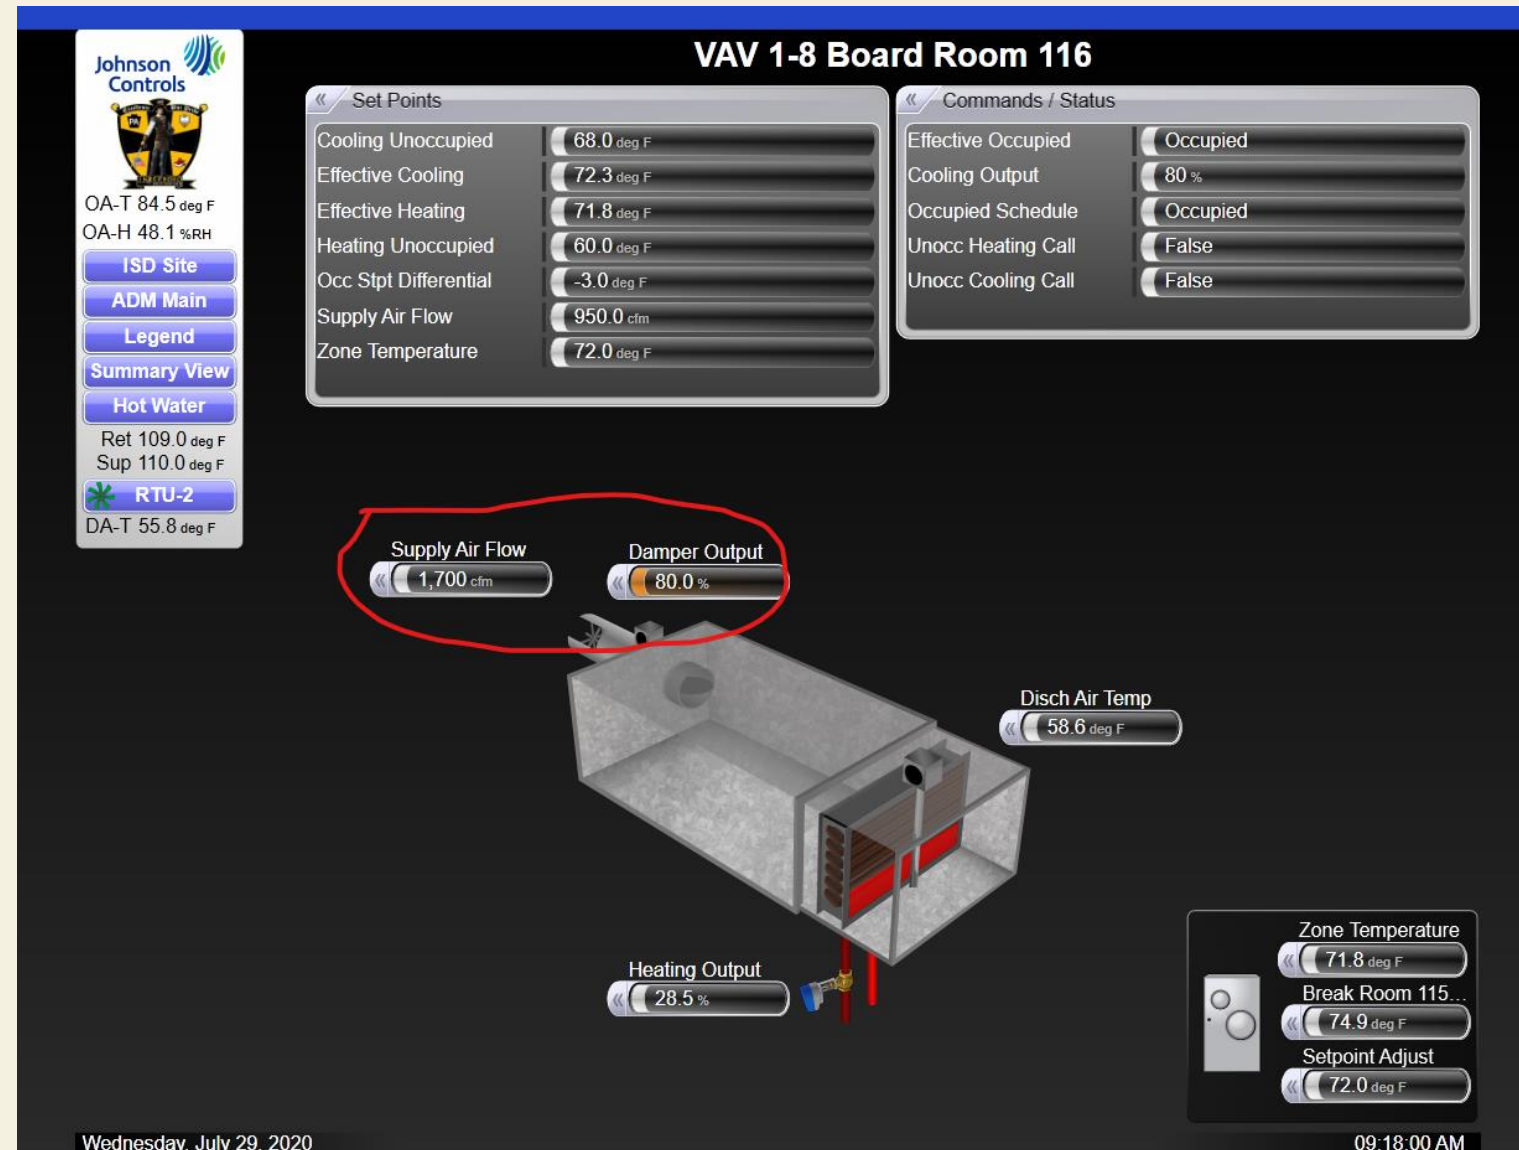 VAV 1-8 Board Room 116
Johnson
Controls
PA
OA-T 84.5 deg F
OA-H 48.1 %RH
ISD Site
ADM Main
Legend
Summary View
Hot Water
Ret 109.0 deg F
Sup 110.0 deg F
RTU-2
DA-T 55.8 deg F
Set Points
Cooling Unoccupied 68.0 deg F
Effective Cooling 72.3 deg F
Effective Heating 71.8 deg F
Heating Unoccupied 60.0 deg F
Occ Stpt Differential -3.0 deg F
Supply Air Flow 950.0 cfm
Zone Temperature 72.0 deg F
Commands / Status
Effective Occupied Occupied
Cooling Output 80 %
Occupied Schedule Occupied
Unocc Heating Call False
Unocc Cooling Call False
Supply Air Flow
1,700 cfm
Damper Output
80.0 %
Disch Air Temp
58.6 deg F
Heating Output
28.5 %
Zone Temperature
71.8 deg F
Break Room 115...
74.9 deg F
Setpoint Adjust
72.0 deg F
Wednesday, July 29, 2020
09:18:00 AM